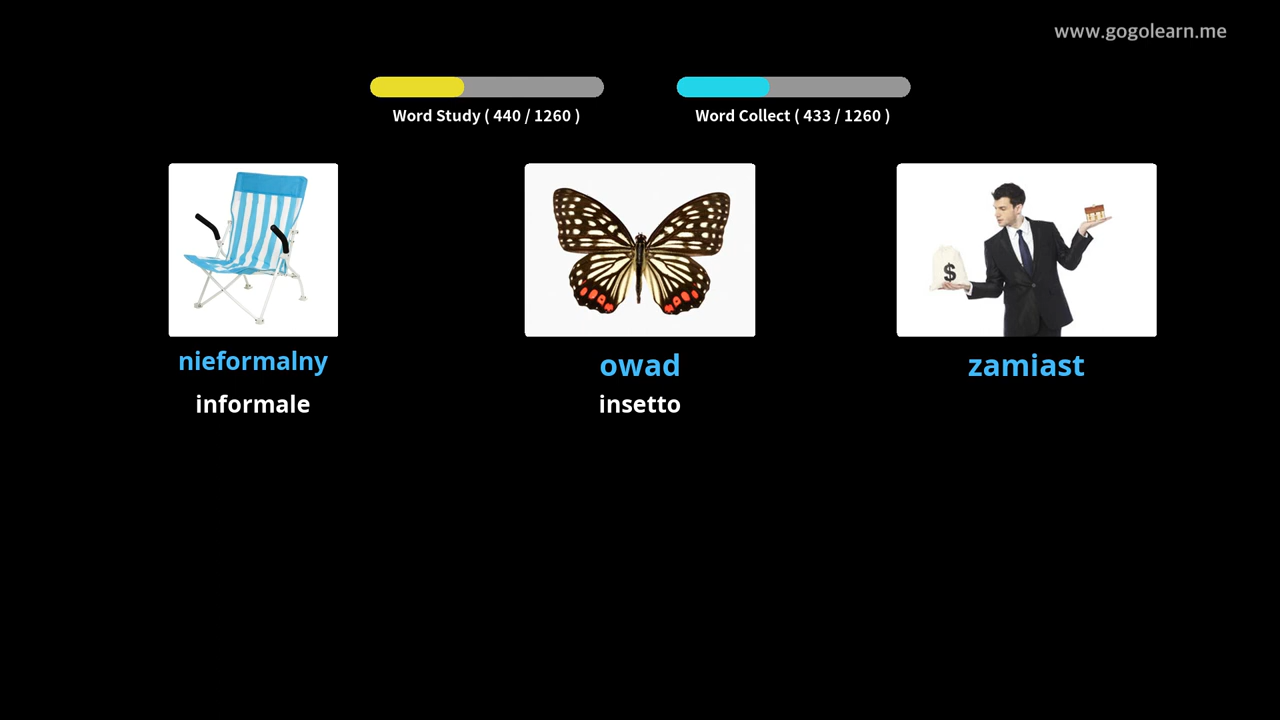 www.gogolearn.me
Word Study ( 440 / 1260 )
Word Collect ( 433 / 1260 )
$
nieformalny
owad
zamiast
informale
insetto